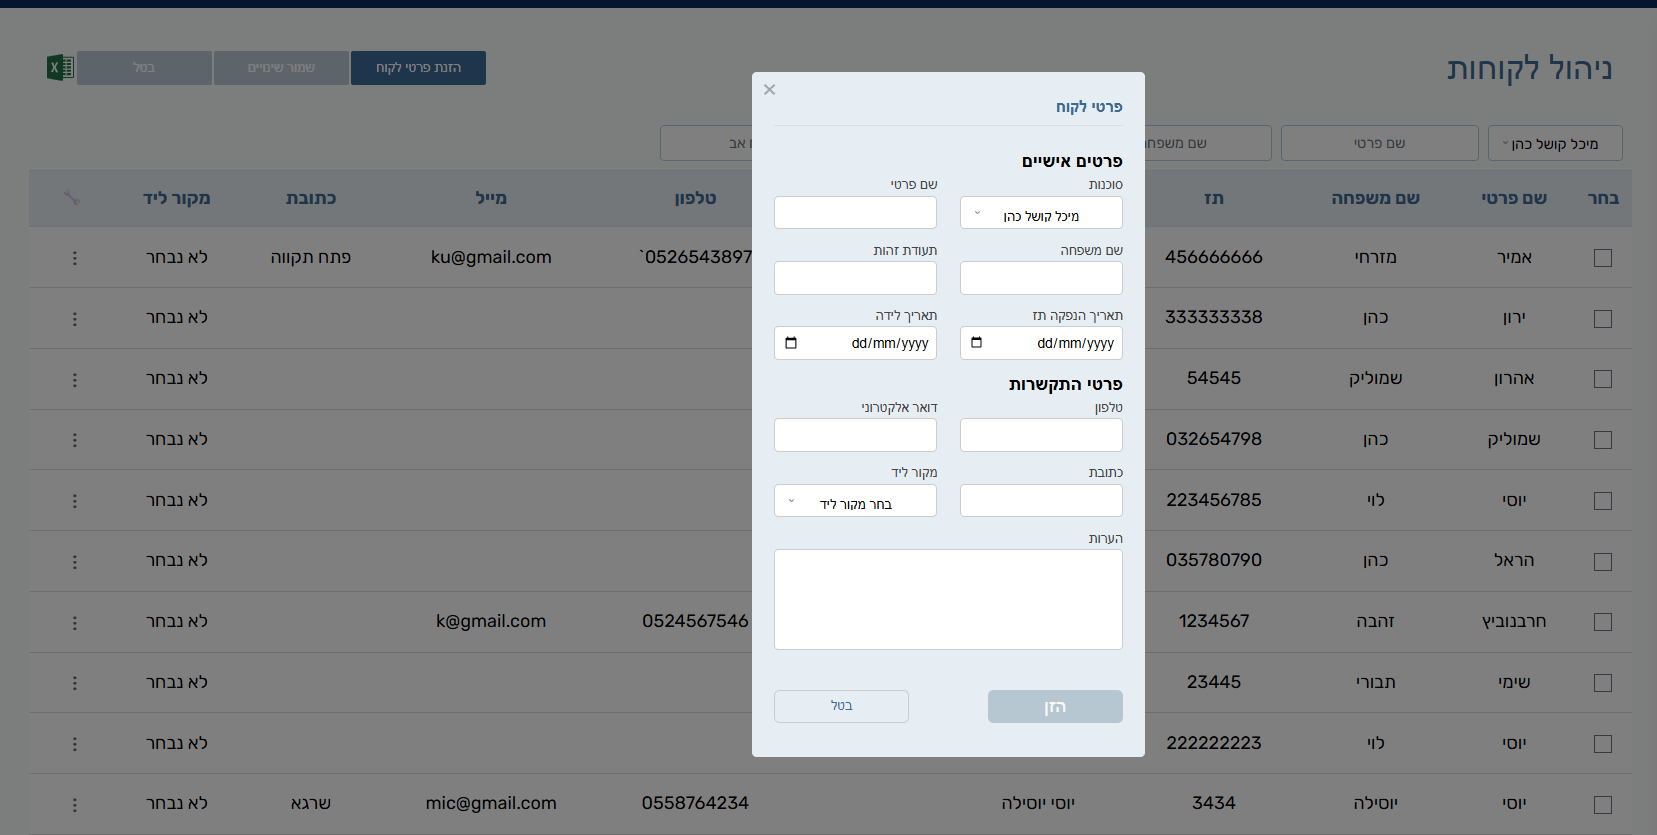 ניהול לקוחות
הזנת פרטי לקוח
שמור שינויים
בטל
מיכל קושל כהן
שם פרטי
שם משפחה
אב
בחר שם פרטי שם משפחה תז טלפון מייל כתובת מקור ליד
אמיר מזרחי 456666666 0526543897` ku@gmail.com פתח תקווה לא נבחר
ירון כהן 333333338 לא נבחר
אהרון שמוליק 54545 לא נבחר
שמוליק כהן 032654798 לא נבחר
יוסי לוי 223456785 לא נבחר
הראל כהן 035780790 לא נבחר
חרבנוביץ זהבה 1234567 0524567546 k@gmail.com לא נבחר
שימי תבורי 23445 לא נבחר
יוסי לוי 222222223 לא נבחר
יוסי יוסילה 3434 יוסי יוסילה 0558764234 mic@gmail.com שרגא לא נבחר
×
פרטי לקוח
פרטים אישיים
סוכנות שם פרטי
מיכל קושל כהן
שם משפחה תעודת זהות
תאריך הנפקה תז תאריך לידה
dd/mm/yyyy dd/mm/yyyy
פרטי התקשרות
טלפון דואר אלקטרוני
כתובת מקור ליד
בחר מקור ליד
הערות
הזן בטל